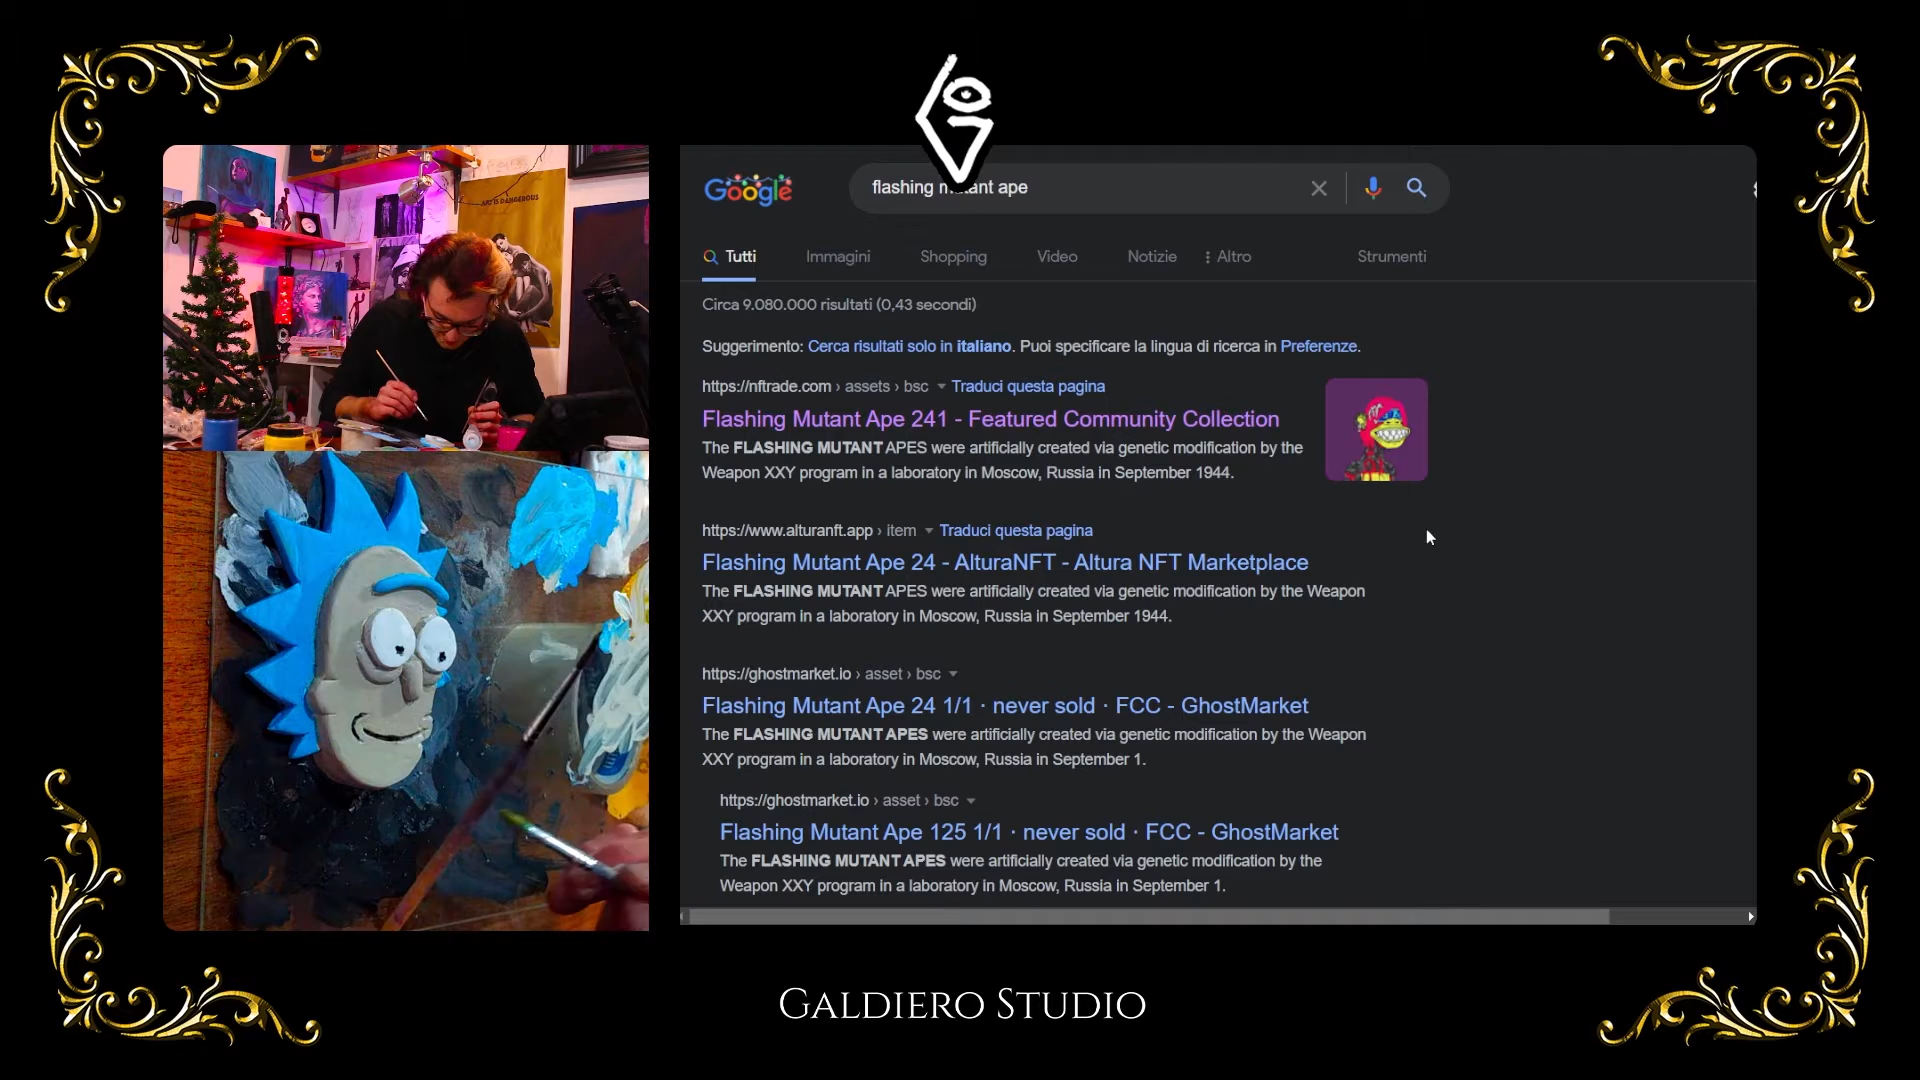 ART IS DANGEROUS
Google
flashing m tant ape
Tutti
Immagini
Shopping
Video
Notizie
Altro
Strumenti
Circa 9.080.000 risultati (0,43 secondi)
Suggerimento: Cerca risultati solo in italiano. Puoi specificare la lingua di ricerca in Preferenze.
https://nftrade.com › assets › bsc Traduci questa pagina
Flashing Mutant Ape 241 - Featured Community Collection
The FLASHING MUTANT APES were artificially created via genetic modification by the
Weapon XXY program in a laboratory in Moscow, Russia in September 1944.
https://www.alturanft.app › item Traduci questa pagina
Flashing Mutant Ape 24 - AlturaNFT - Altura NFT Marketplace
The FLASHING MUTANT APES were artificially created via genetic modification by the Weapon
XXY program in a laboratory in Moscow, Russia in September 1944.
https://ghostmarket.io › asset › bsc
Flashing Mutant Ape 24 1/1 · never sold · FCC - GhostMarket
The FLASHING MUTANT APES were artificially created via genetic modification by the Weapon
XXY program in a laboratory in Moscow, Russia in September 1.
https://ghostmarket.io › asset › bsc
Flashing Mutant Ape 125 1/1 · never sold · FCC - GhostMarket
The FLASHING MUTANT APES were artificially created via genetic modification by the
Weapon XXY program in a laboratory in Moscow, Russia in September 1.
GALDIERO STUDIO